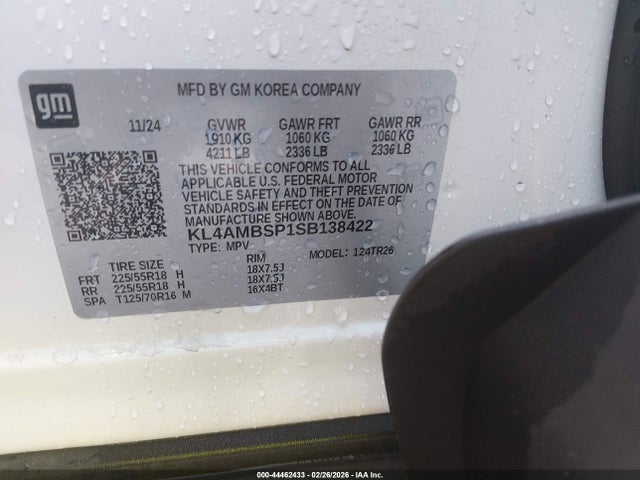 gm
MFD BY GM KOREA COMPANY
11/24 GVWR GAWR FRT GAWR RR
1910 KG 1060 KG 1060 KG
4211 LB 2336 LB 2336 LB
THIS VEHICLE CONFORMS TO ALL
APPLICABLE U.S. FEDERAL MOTOR
VEHICLE SAFETY AND THEFT PREVENTION
STANDARDS IN EFFECT ON THE DATE OF
MANUFACTURE SHOWN ABOVE.
KL4AMBSP1SB138422
TYPE: MPV MODEL: 124TR26
TIRE SIZE RIM
FRT 225/55R18 H 18X7.5J
RR 225/55R18 H 18X7.5J
SPA T125/70R16 M 16X4BT
000-44462433 | 02/26/2026 - IAA Inc.